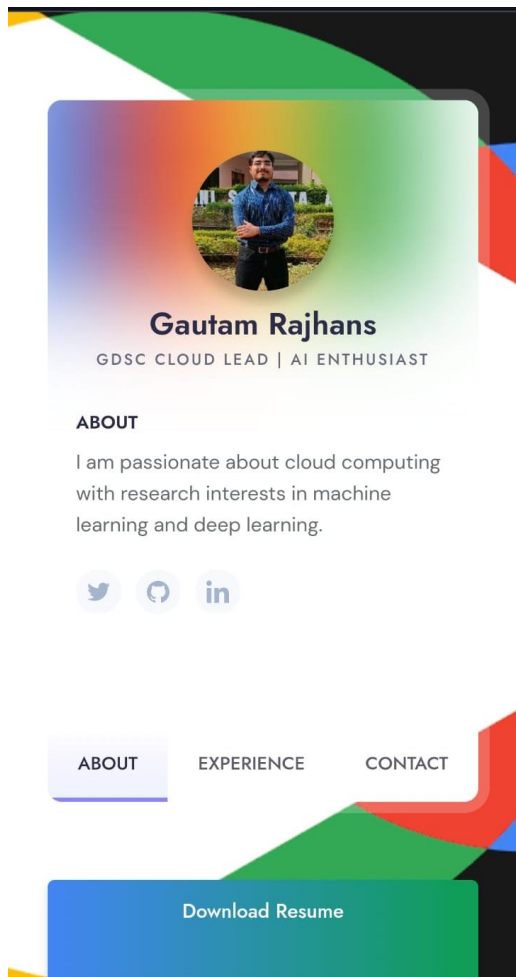 Gautam Rajhans
GDSC CLOUD LEAD | AI ENTHUSIAST
ABOUT
I am passionate about cloud computing
with research interests in machine
learning and deep learning.
in
ABOUT EXPERIENCE CONTACT
Download Resume